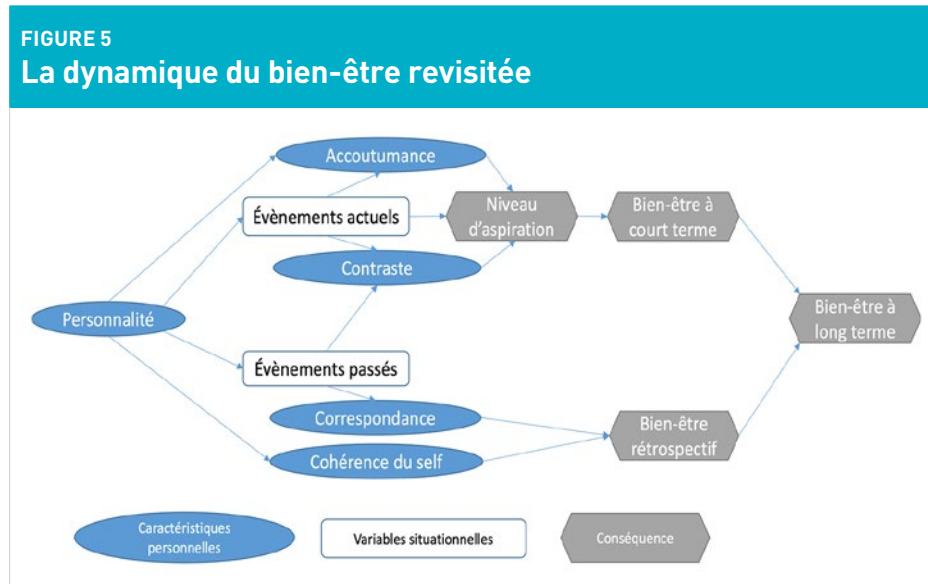 FIGURE 5
La dynamique du bien-être revisitée
Accoutumance
Évènements actuels
Niveau
d'aspiration
Bien-être à
court terme
Contraste
Personnalité
Bien-être à
long terme
Évènements passés
Correspondance
Bien-être
rétrospectif
Cohérence du self
Caractéristiques
personnelles
Variables situationnelles
Conséquence